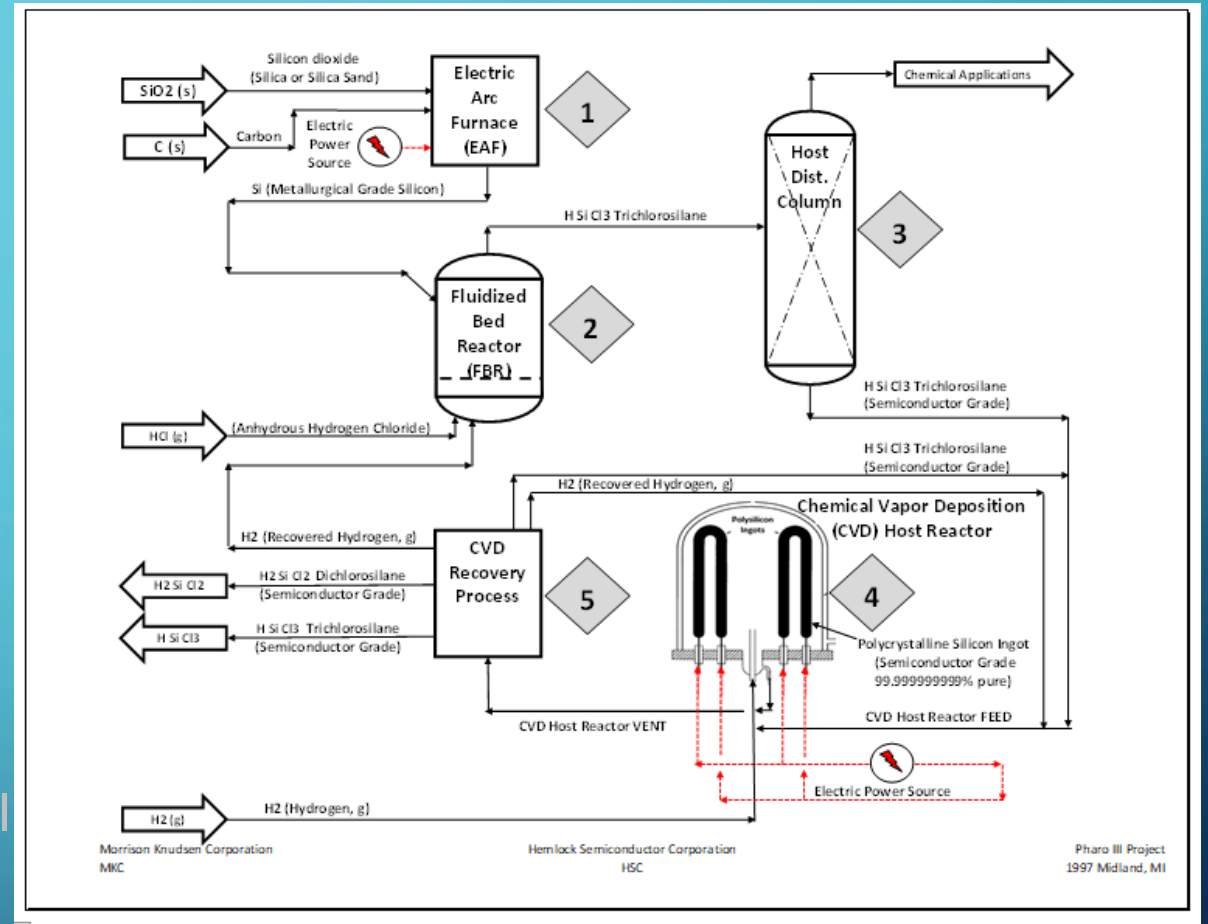 Silicon dioxide
(Silica or Silica Sand)
SiO2 (s)
C (s)
Carbon
Electric
Power
Source
Electric
Arc
Furnace
(EAF)
1
Chemical Applications
Host
Dist.
Column
3
Si (Metallurgical Grade Silicon)
H Si Cl3 Trichlorosilane
Fluidized
Bed
Reactor
(FBR)
2
HCl (g)
(Anhydrous Hydrogen Chloride)
H Si Cl3 Trichlorosilane
(Semiconductor Grade)
H Si Cl3 Trichlorosilane
(Semiconductor Grade)
H2 (Recovered Hydrogen, g)
Chemical Vapor Deposition
(CVD) Host Reactor
Polysilicon
Ingots
H2 (Recovered Hydrogen, g)
CVD
Recovery
Process
5
4
H2 Si Cl2
H2 Si Cl2 Dichlorosilane
(Semiconductor Grade)
H Si Cl3
H Si Cl3 Trichlorosilane
(Semiconductor Grade)
Polycrystalline Silicon Ingot
(Semiconductor Grade
99.999999999% pure)
CVD Host Reactor VENT
CVD Host Reactor FEED
Electric Power Source
H2 (g)
H2 (Hydrogen, g)
Morrison Knudsen Corporation
MKC
Hemlock Semiconductor Corporation
HSC
Pharo III Project
1997 Midland, MI